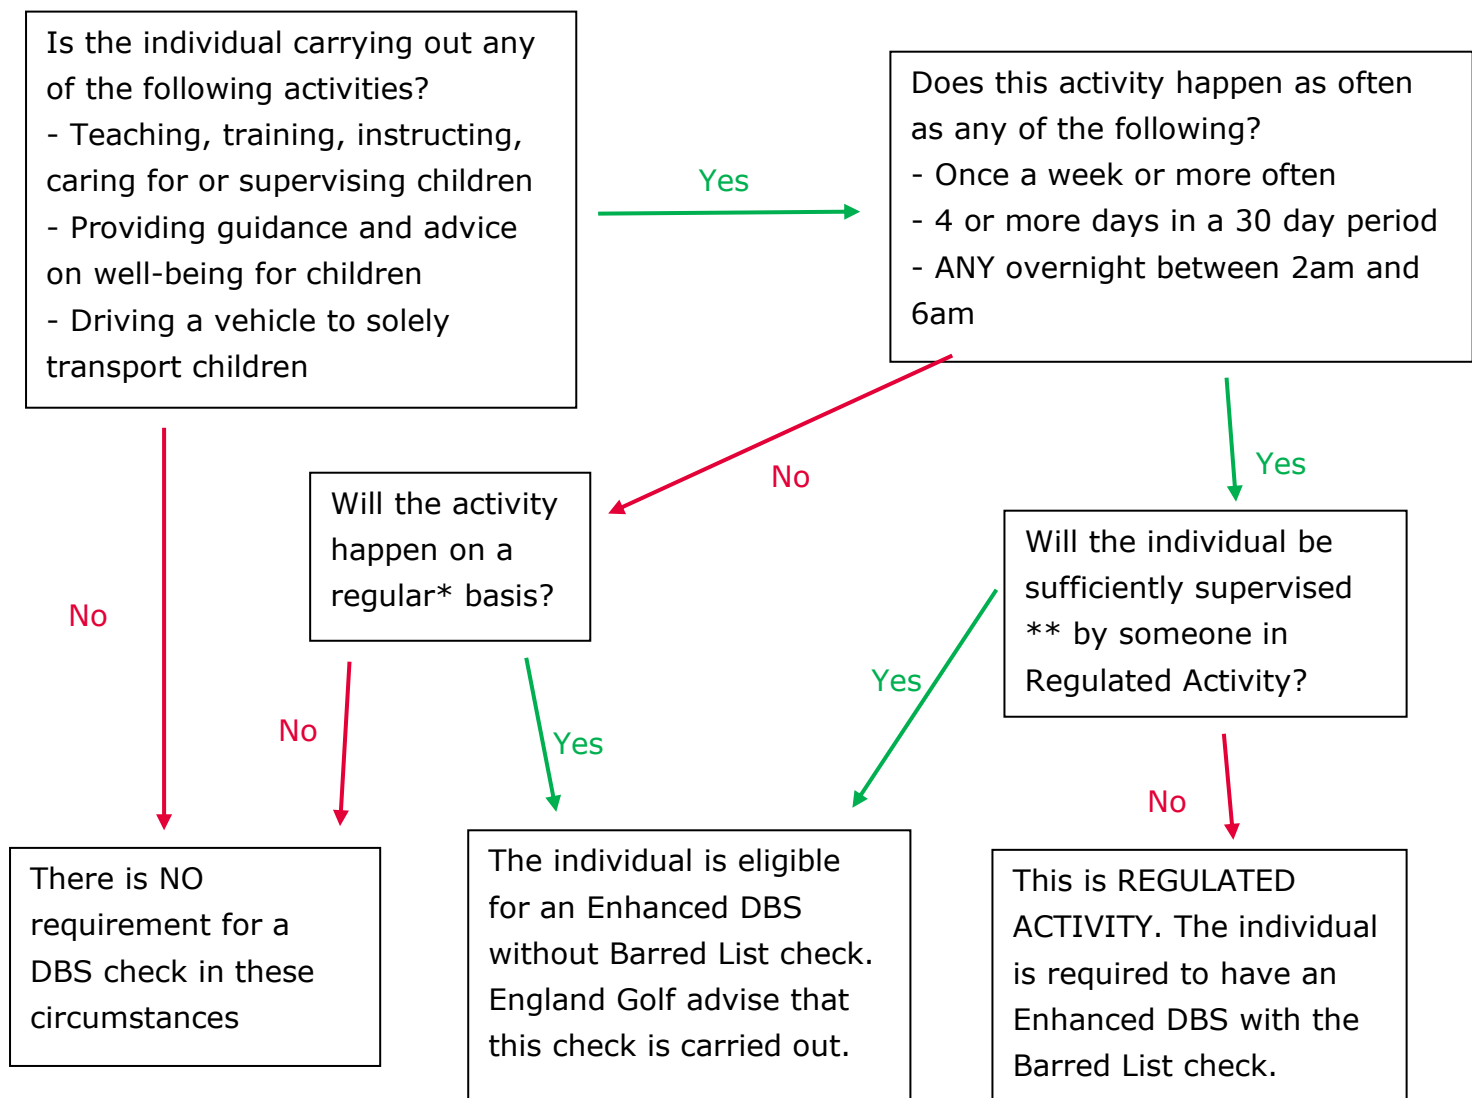 Is the individual carrying out any
of the following activities?
- Teaching, training, instructing,
caring for or supervising children
- Providing guidance and advice
on well-being for children
- Driving a vehicle to solely
transport children
Yes
Does this activity happen as often
as any of the following?
- Once a week or more often
- 4 or more days in a 30 day period
- ANY overnight between 2am and
6am
No
Yes
Will the activity
happen on a
regular* basis?
Will the individual be
sufficiently supervised
** by someone in
Regulated Activity?
No
No
Yes
Yes
No
There is NO
requirement for a
DBS check in these
circumstances
The individual is eligible
for an Enhanced DBS
without Barred List check.
England Golf advise that
this check is carried out.
This is REGULATED
ACTIVITY. The individual
is required to have an
Enhanced DBS with the
Barred List check.